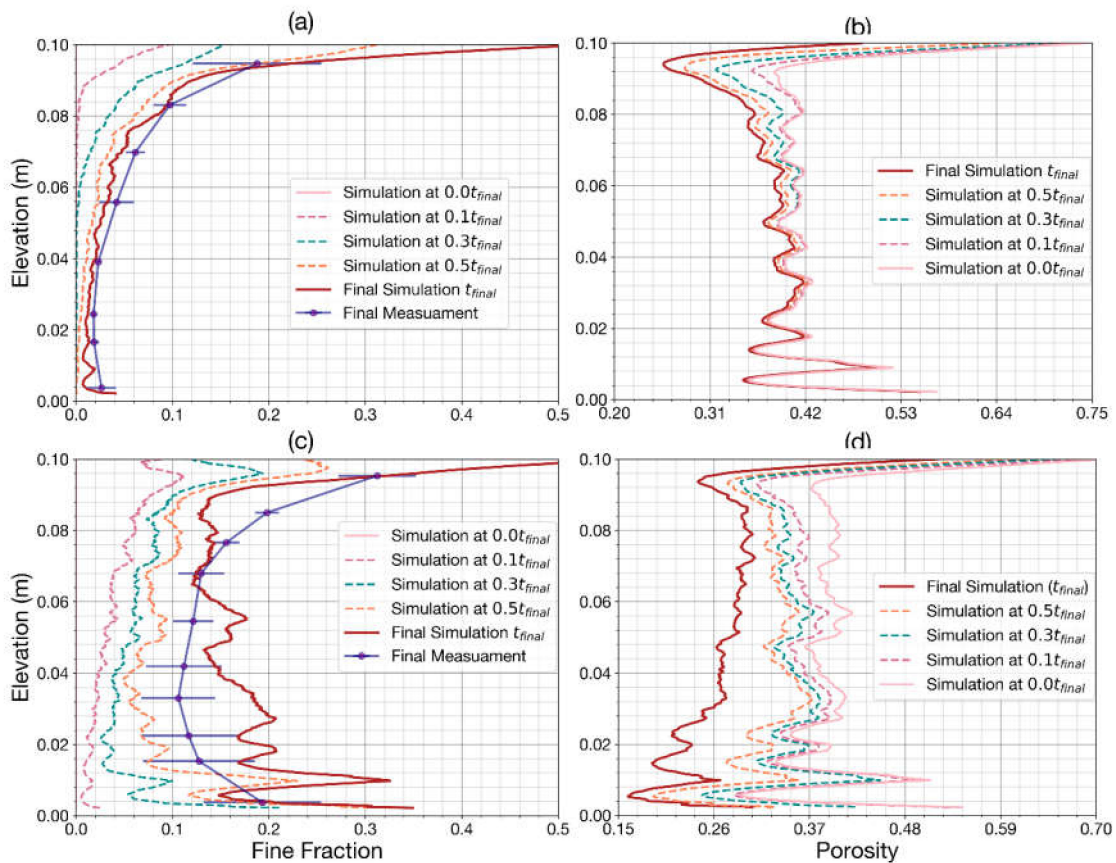 (a)
(b)
0.10
0.08
0.06
0.04
0.02
0.00
Elevation (m)
Simulation at 0.0t_final
Simulation at 0.1t_final
Simulation at 0.3t_final
Simulation at 0.5t_final
Final Simulation t_final
Final Measuament
0.0 0.1 0.2 0.3 0.4 0.5
0.10
0.08
0.06
0.04
0.02
0.00
Final Simulation t_final
Simulation at 0.5t_final
Simulation at 0.3t_final
Simulation at 0.1t_final
Simulation at 0.0t_final
0.20 0.31 0.42 0.53 0.64 0.75
(c)
(d)
0.10
0.08
0.06
0.04
0.02
0.00
Elevation (m)
Simulation at 0.0t_final
Simulation at 0.1t_final
Simulation at 0.3t_final
Simulation at 0.5t_final
Final Simulation t_final
Final Measuament
0.0 0.1 0.2 0.3 0.4 0.5
Fine Fraction
0.10
0.08
0.06
0.04
0.02
0.00
Final Simulation (t_final)
Simulation at 0.5t_final
Simulation at 0.3t_final
Simulation at 0.1t_final
Simulation at 0.0t_final
0.15 0.26 0.37 0.48 0.59 0.70
Porosity